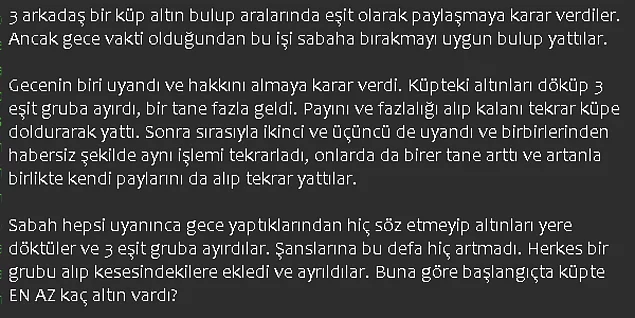 3 arkadaş bir küp altın bulup aralarında eşit olarak paylaşmaya karar verdiler.
Ancak gece vakti olduğundan bu işi sabaha bırakmayı uygun bulup yattılar.
Gecenin biri uyandı ve hakkını almaya karar verdi. Küpteki altınları döküp 3
eşit gruba ayırdı, bir tane fazla geldi. Payını ve fazlalığı alıp kalanı tekrar küpe
doldurarak yattı. Sonra sırasıyla ikinci ve üçüncü de uyandı ve birbirlerinden
habersiz şekilde aynı işlemi tekrarladı, onlarda da birer tane arttı ve artanla
birlikte kendi paylarını da alıp tekrar yattılar.
Sabah hepsi uyanınca gece yaptıklarından hiç söz etmeyip altınları yere
döktüler ve 3 eşit gruba ayırdılar. Şanslarına bu defa hiç artmadı. Herkes bir
grubu alıp kesesindekilere ekledi ve ayrıldılar. Buna göre başlangıçta küpte
EN AZ kaç altın vardı?